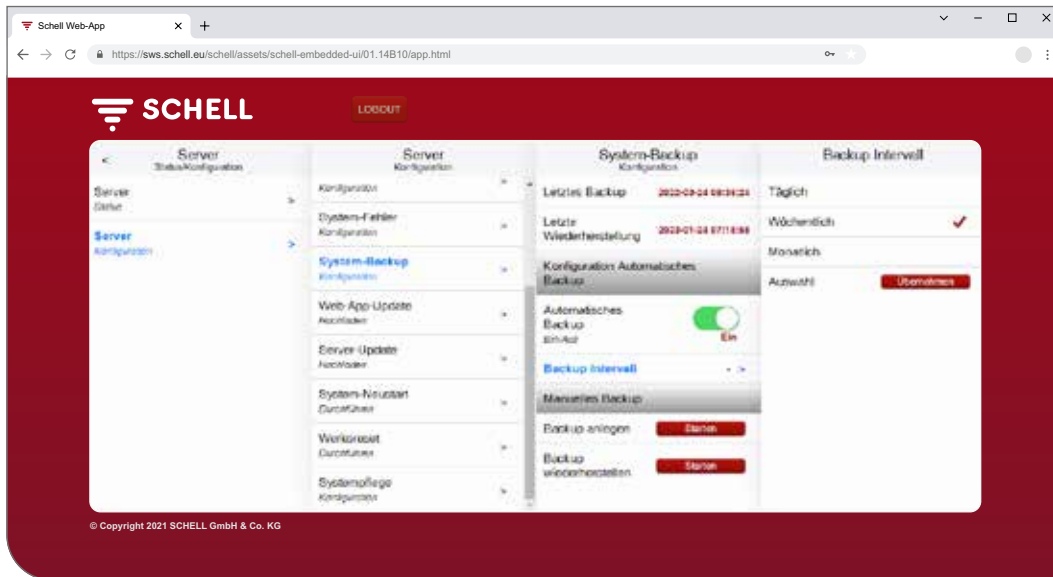 Schell Web-App
https://sws.schell.eu/schell/assets/schell-embedded-ui/01.14B10/app.html
SCHELL
LOGOUT
Server
Status/Konfiguration
Server
Status
Server
Konfiguration
Server
Konfiguration
Konfiguration
System-Fehler
Konfiguration
System-Backup
Konfiguration
Web-App-Update
Hochladen
Server-Update
Hochladen
System-Neustart
Durchführen
Werksreset
Durchführen
Systempflege
Konfiguration
System-Backup
Konfiguration
Letztes Backup
Letzte
Wiederherstellung
Konfiguration Automatisches
Backup
Automatisches
Backup
Ein-Aus
Ein
Backup Intervall
Manuelles Backup
Backup anlegen Starten
Backup
wiederherstellen Starten
Backup Intervall
Täglich
Wöchentlich
Monatlich
Auswahl Übernehmen
© Copyright 2021 SCHELL GmbH & Co. KG